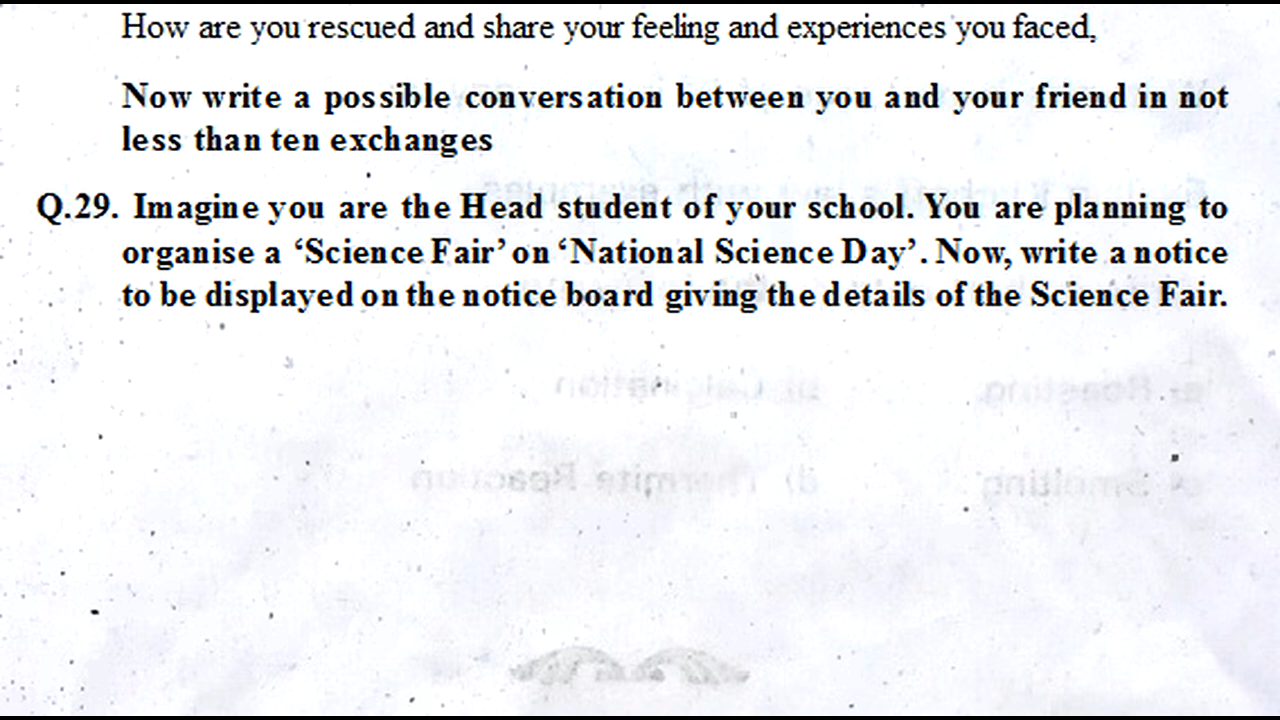 How are you rescued and share your feeling and experiences you faced,
Now write a possible conversation between you and your friend in not
less than ten exchanges
Q.29. Imagine you are the Head student of your school. You are planning to
organise a ‘Science Fair’ on ‘National Science Day’. Now, write a notice
to be displayed on the notice board giving the details of the Science Fair.